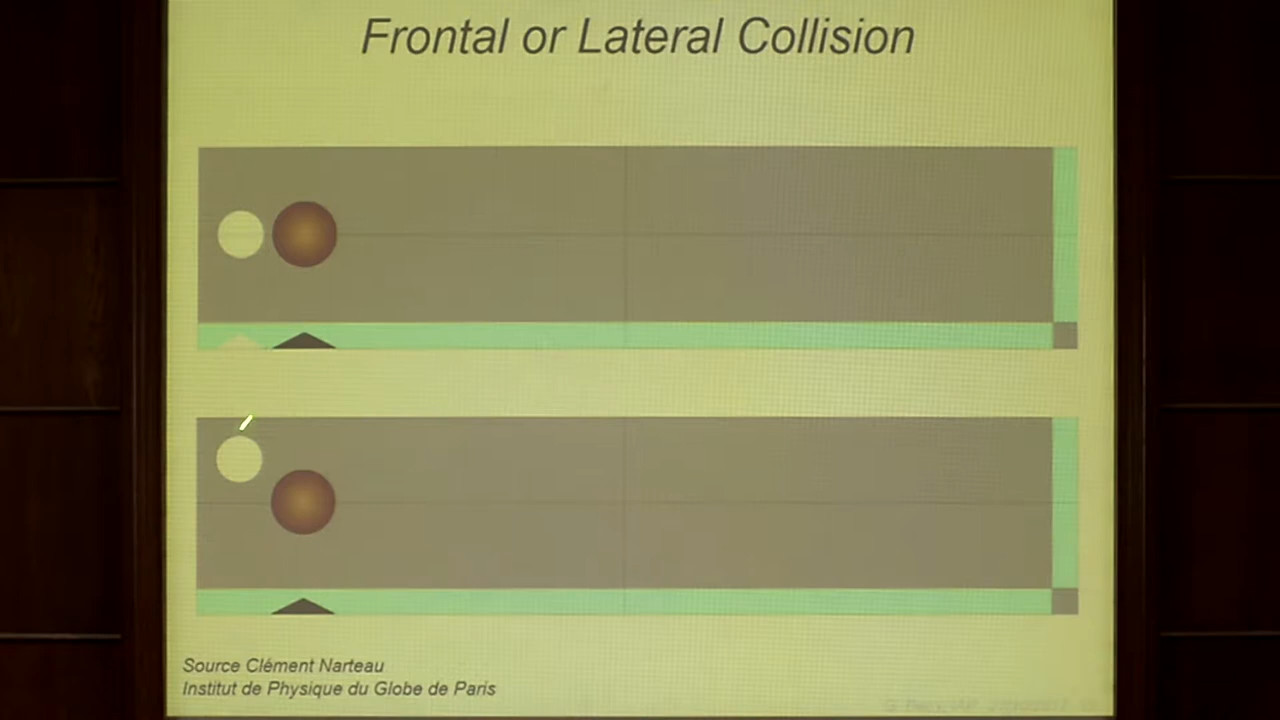 Frontal or Lateral Collision
Source Clément Narteau
Institut de Physique du Globe de Paris